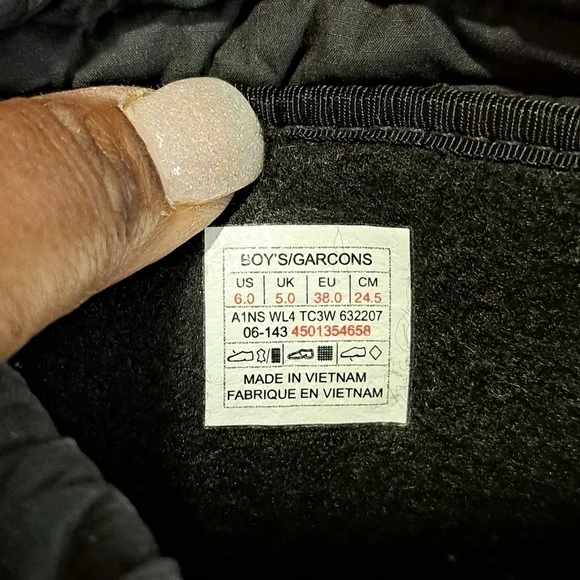 BOY'S/GARCONS
US UK EU CM
6.0 5.0 38.0 24.5
A1NS WL4 TC3W 632207
06-143 4501354658
MADE IN VIETNAM
FABRIQUE EN VIETNAM